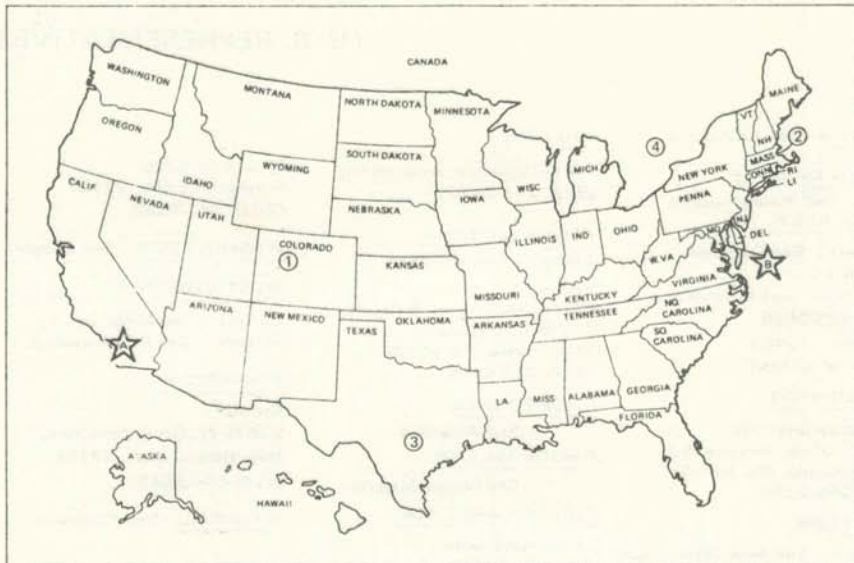 CANADA
WASHINGTON
MONTANA
NORTH DAKOTA
MINNESOTA
MAINE
VT
NH
②
OREGON
SOUTH DAKOTA
WISC
MICH
④
NEW YORK
MASS
CONN
RI
LI
IDAHO
WYOMING
CALIF
NEVADA
UTAH
NEBRASKA
IOWA
PENNA
NJ
COLORADO
①
ILLINOIS
IND
OHIO
MD
DEL
B
KANSAS
W.VA
MISSOURI
VIRGINIA
KENTUCKY
ARIZONA
NEW MEXICO
TEXAS
OKLAHOMA
ARKANSAS
TENNESSEE
NO
CAROLINA
A
SO
CAROLINA
LA
MISS
ALABAMA
GEORGIA
FLORIDA
③
ALASKA
HAWAII